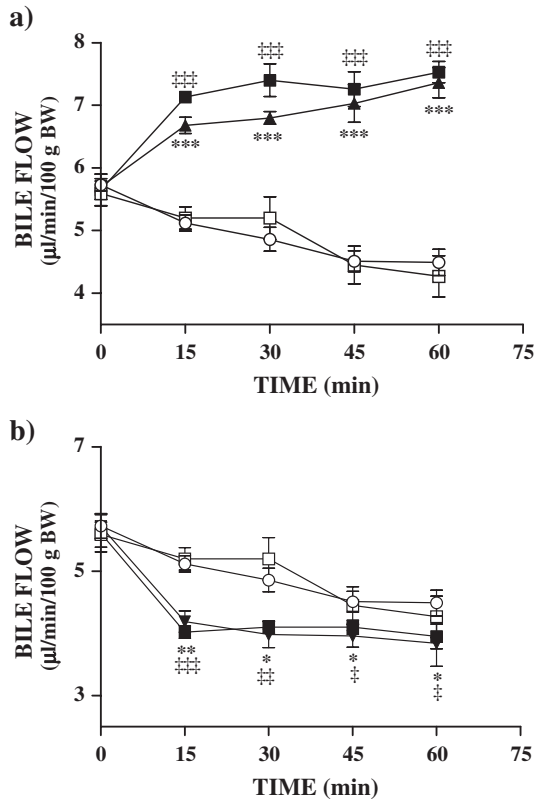 a)
8
7
6
5
4
BILE FLOW
(µl/min/100 g BW)
‡‡‡ ‡‡‡ ‡‡‡ ‡‡‡
*** *** *** ***
0 15 30 45 60 75
TIME (min)
b)
7
5
3
BILE FLOW
(µl/min/100 g BW)
** * * *
‡‡‡ ‡‡ ‡ ‡
0 15 30 45 60 75
TIME (min)